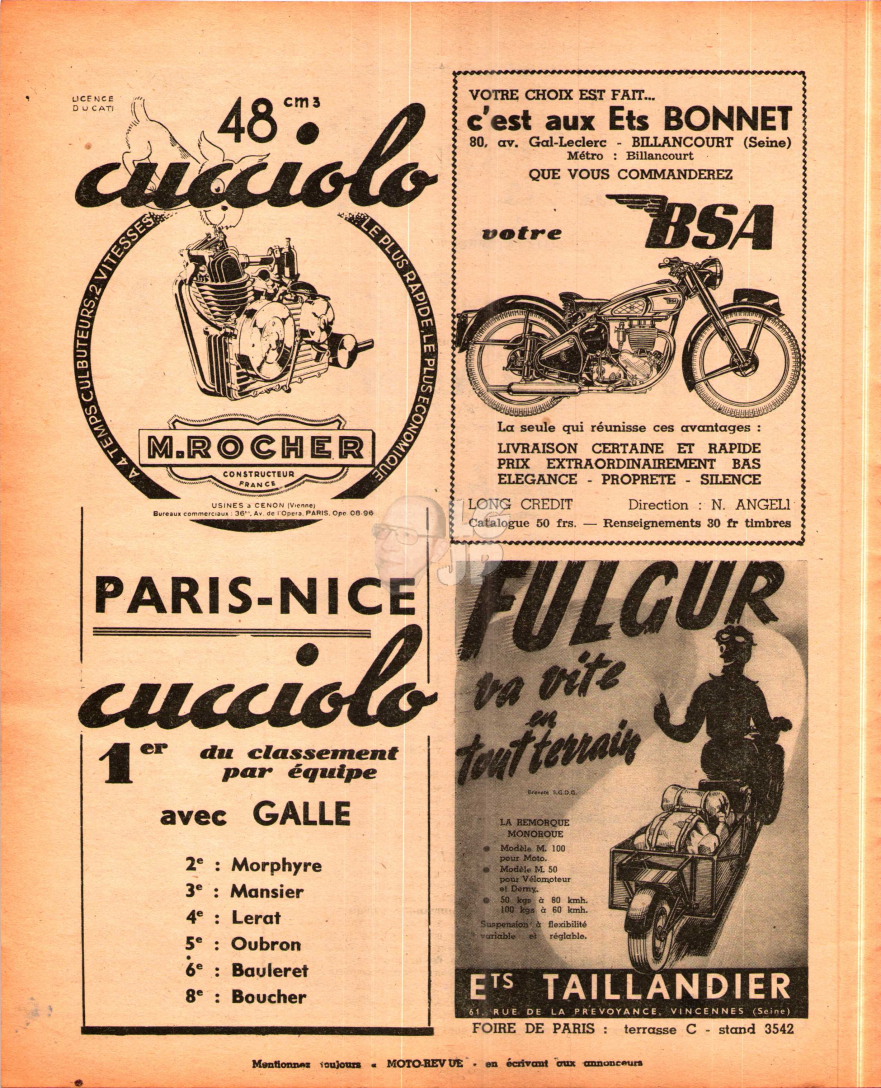 LICENCE
DUCATI
48 cm3
cucciolo
A 4 TEMPS CULBUTEURS. 2 VITESSES
LE PLUS RAPIDE. LE PLUS ECONOMIQUE
M.ROCHER
CONSTRUCTEUR
FRANCE
USINES à CENON (Vienne)
Bureaux commerciaux : 36bis, Av. de l'Opera, PARIS. Ope. 06-96
PARIS-NICE
cucciolo
1er du classement
par équipe
avec GALLE
2e : Morphyre
3e : Mansier
4e : Lerat
5e : Oubron
6e : Bauleret
8e : Boucher
VOTRE CHOIX EST FAIT...
c'est aux Ets BONNET
80, av. Gal-Leclerc - BILLANCOURT (Seine)
Métro : Billancourt
QUE VOUS COMMANDEREZ
votre BSA
La seule qui réunisse ces avantages :
LIVRAISON CERTAINE ET RAPIDE
PRIX EXTRAORDINAIREMENT BAS
ELEGANCE - PROPRETE - SILENCE
LONG CREDIT Direction : N. ANGELI
Catalogue 50 frs. — Renseignements 30 fr timbres
LC
JP
FULGUR
va vite
en
tout terrain
Breveté S.G.D.G.
LA REMORQUE
MONOROUE
● Modèle M. 100
pour Moto.
● Modèle M. 50
pour Vélomoteur
et Derny.
● 50 kgs à 80 kmh.
100 kgs à 60 kmh.
Suspension à flexibilité
variable et réglable.
ETS TAILLANDIER
61, RUE DE LA PREVOYANCE, VINCENNES (Seine)
FOIRE DE PARIS : terrasse C - stand 3542
Mentionnez toujours « MOTO-REVUE » en écrivant aux annonceurs